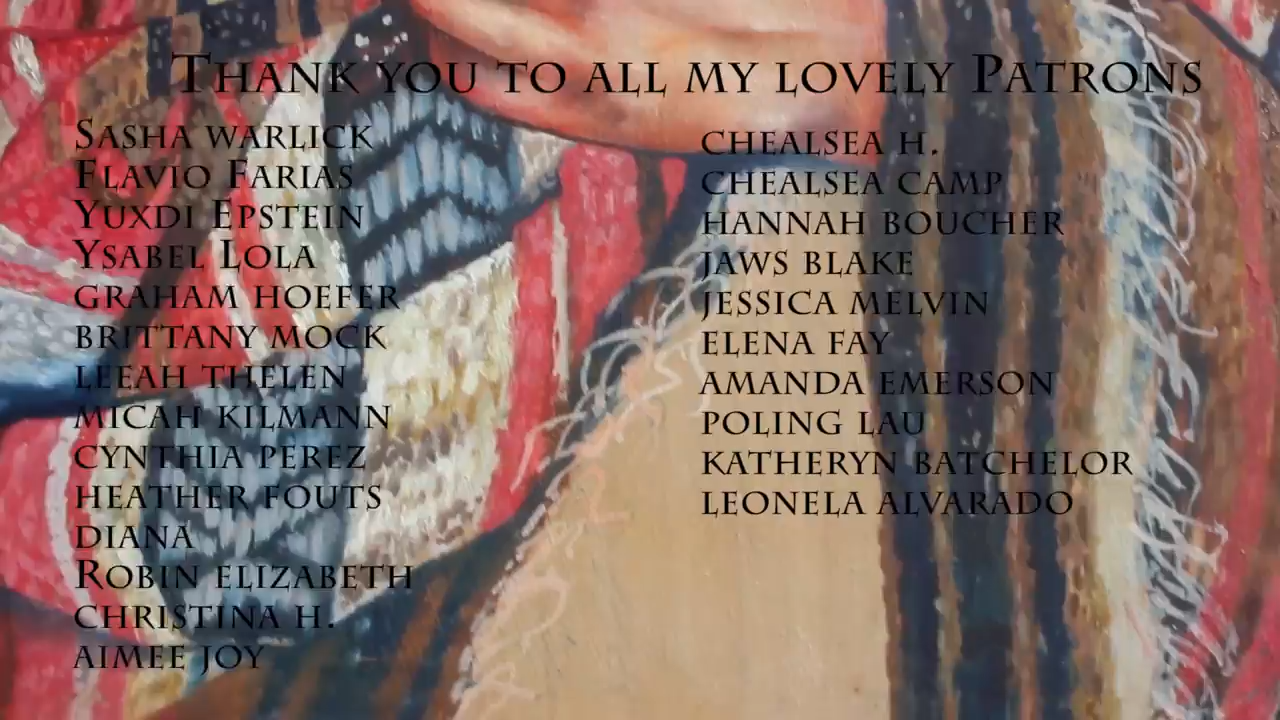 Thank you to all my lovely Patrons
Sasha warlick
Flavio Farias
Yuxdi Epstein
Ysabel Lola
graham hoefer
brittany mock
leeah thelen
micah kilmann
cynthia perez
heather fouts
diana
Robin elizabeth
christina h.
aimee joy
chealsea h.
chealsea camp
hannah boucher
jaws blake
jessica melvin
elena fay
amanda emerson
poling lau
katheryn batchelor
leonela alvarado